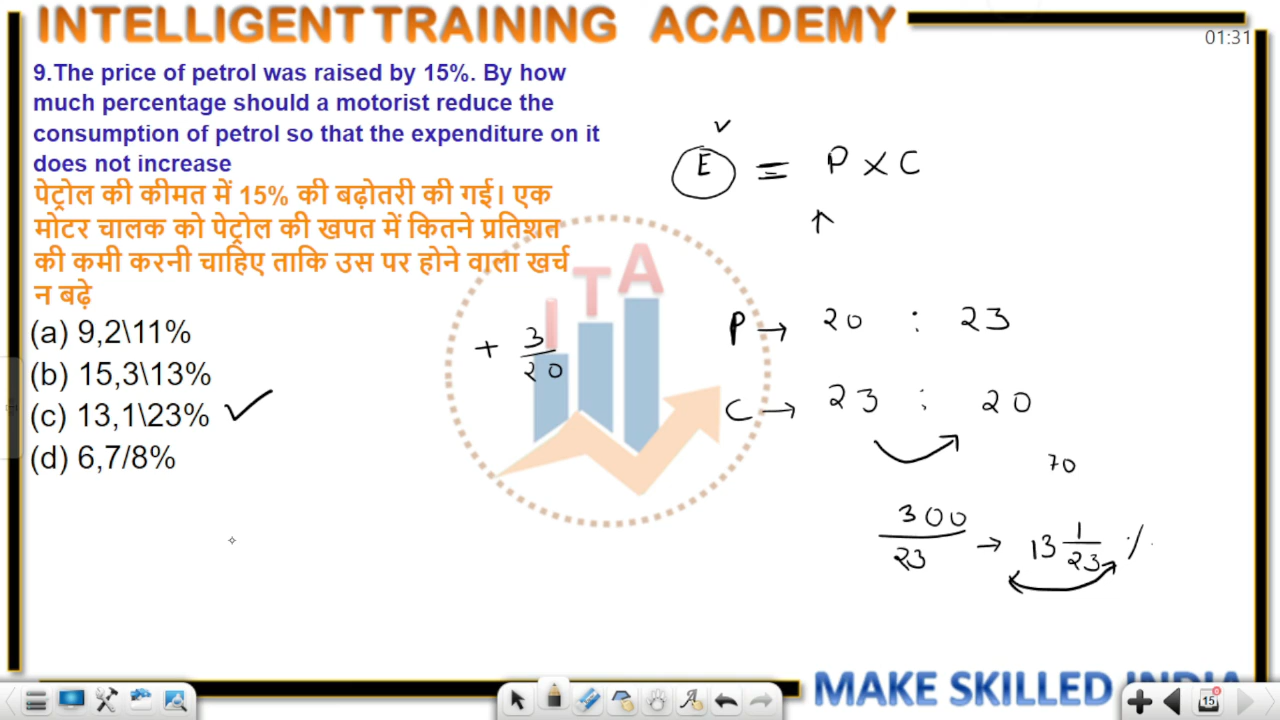 INTELLIGENT TRAINING ACADEMY
01:31
9.The price of petrol was raised by 15%. By how
much percentage should a motorist reduce the
consumption of petrol so that the expenditure on it
does not increase
पेट्रोल की कीमत में 15% की बढ़ोतरी की गई। एक
मोटर चालक को पेट्रोल की खपत में कितने प्रतिशत
की कमी करनी चाहिए ताकि उस पर होने वाला खर्च
न बढ़े
(a) 9,2\11%
(b) 15,3\13%
(c) 13,1\23%
(d) 6,7/8%
ITA
+ 3/20
E = P × C
P → 20 : 23
C → 23 : 20
70
300/23 → 13 1/23 %
MAKE SKILLED INDIA
15